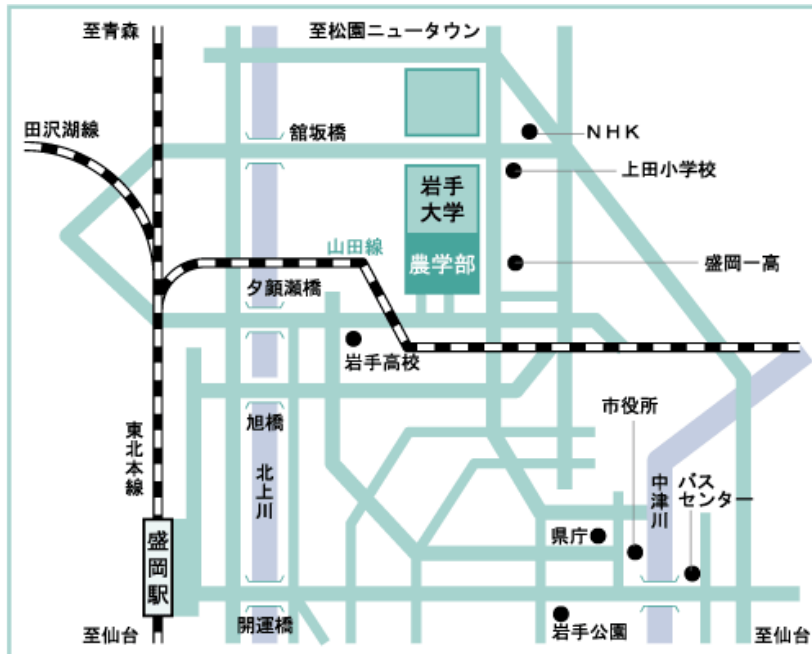 至青森
至松園ニュータウン
田沢湖線
舘坂橋
NHK
上田小学校
岩手
大学
山田線
農学部
盛岡一高
夕顔瀬橋
岩手高校
市役所
旭橋
東北本線
北上川
中津川
バス
センター
県庁
盛岡駅
至仙台
開運橋
岩手公園
至仙台